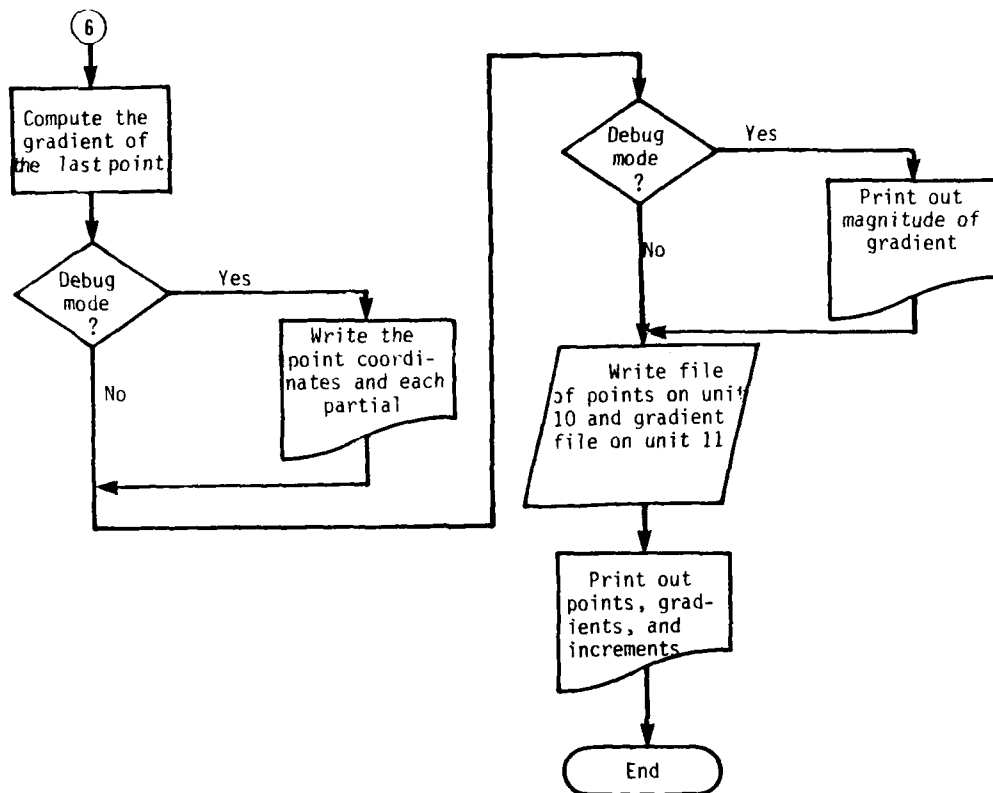 6
Compute the
gradient of
the last point
Debug
mode
?
Yes
No
Write the
point coordi-
nates and each
partial
Debug
mode
?
Yes
No
Print out
magnitude of
gradient
Write file
of points on unit
10 and gradient
file on unit 11
Print out
points, grad-
ients, and
increments
End